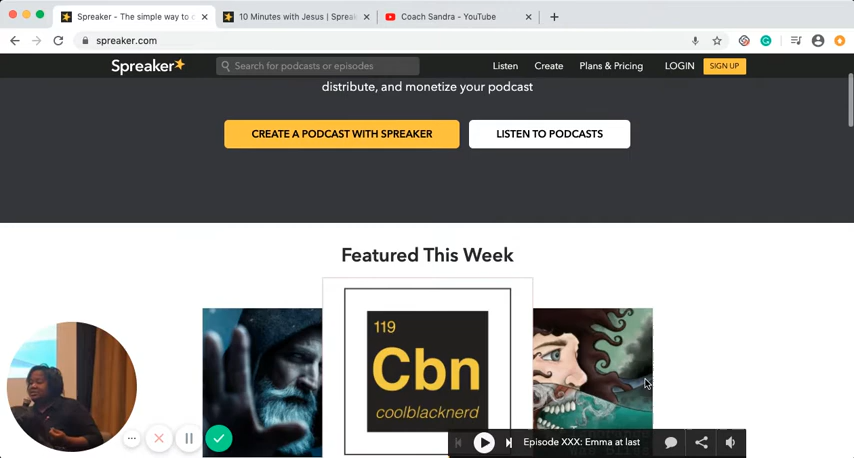 Spreaker - The simple way to c
10 Minutes with Jesus | Spreak
Coach Sandra - YouTube
spreaker.com
Spreaker
Search for podcasts or episodes
Listen
Create
Plans & Pricing
LOGIN
SIGN UP
distribute, and monetize your podcast
CREATE A PODCAST WITH SPREAKER
LISTEN TO PODCASTS
Featured This Week
119
Cbn
coolblacknerd
Episode XXX: Emma at last